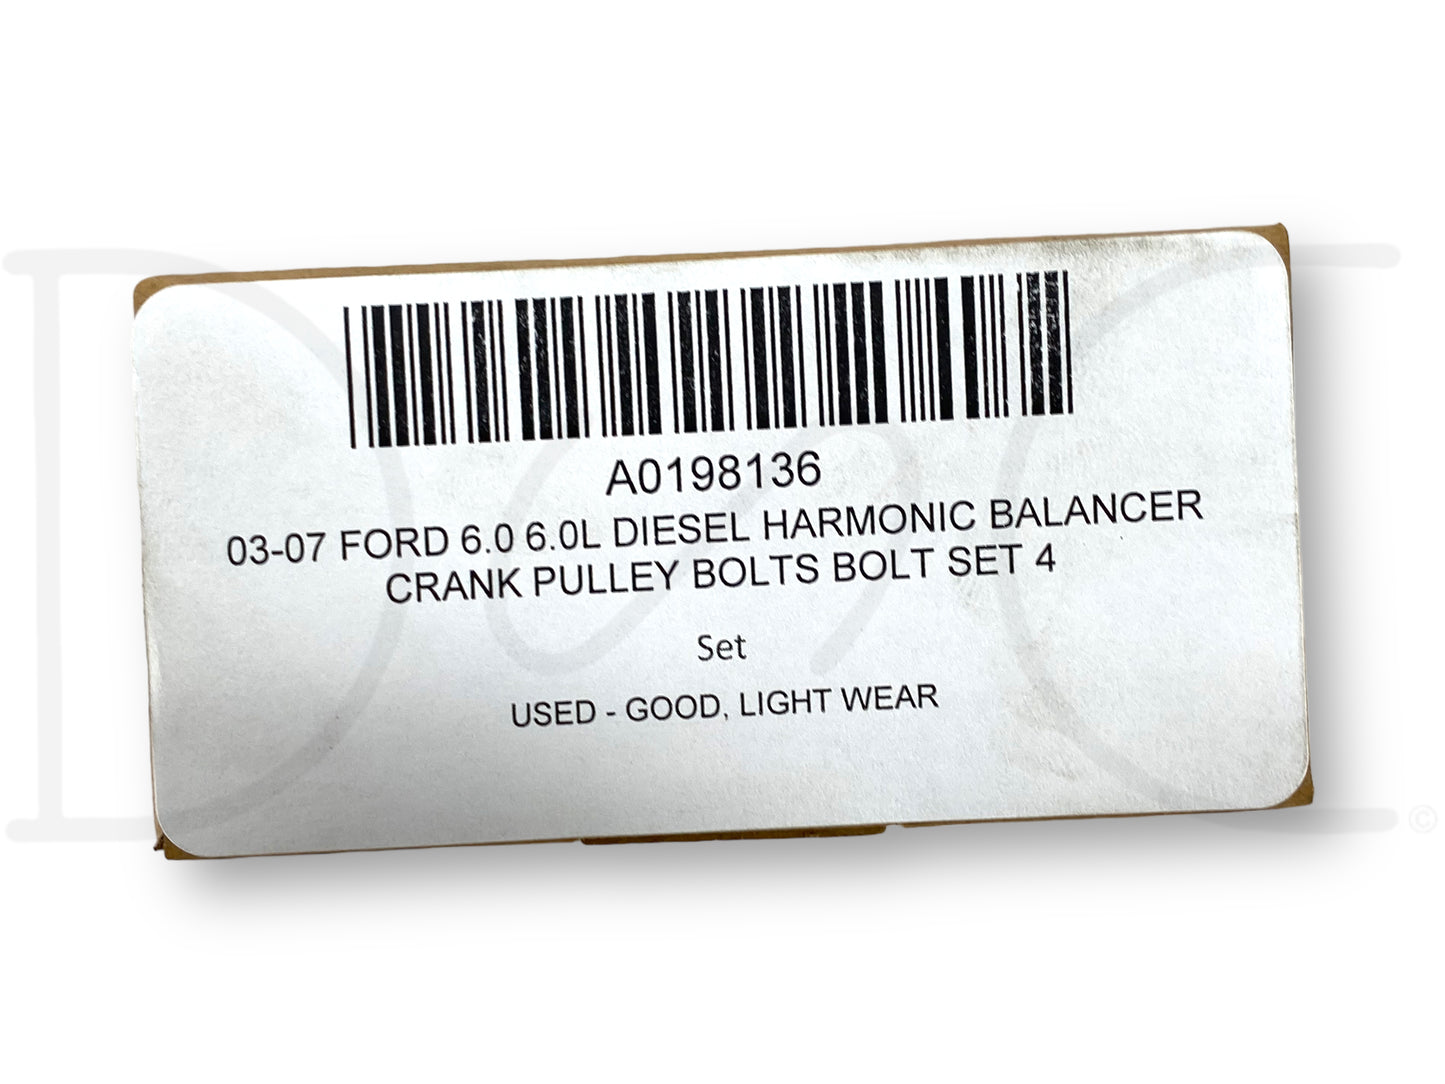 A0198136
03-07 FORD 6.0 6.0L DIESEL HARMONIC BALANCER
CRANK PULLEY BOLTS BOLT SET 4
Set
USED - GOOD, LIGHT WEAR
©